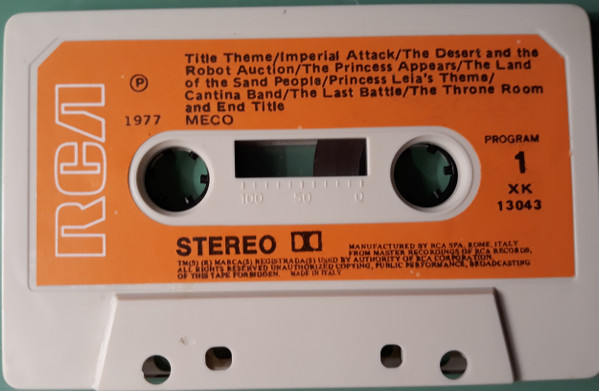 Title Theme/Imperial Attack/The Desert and the
Robot Auction/The Princess Appears/The Land
of the Sand People/Princess Leia's Theme/
Cantina Band/The Last Battle/The Throne Room
and End Title
MECO
℗
1977
RCA
PROGRAM
1
XK
13043
100 50 0
STEREO
MANUFACTURED BY RCA SPA, ROME, ITALY
FROM MASTER RECORDINGS OF RCA RECORDS,
TM(S) (R) MARCA(S) REGISTRADA(S) USED BY AUTHORITY OF RCA CORPORATION
ALL RIGHTS RESERVED UNAUTHORIZED COPYING, PUBLIC PERFORMANCE, BROADCASTING
OF THIS TAPE FORBIDDEN. MADE IN ITALY